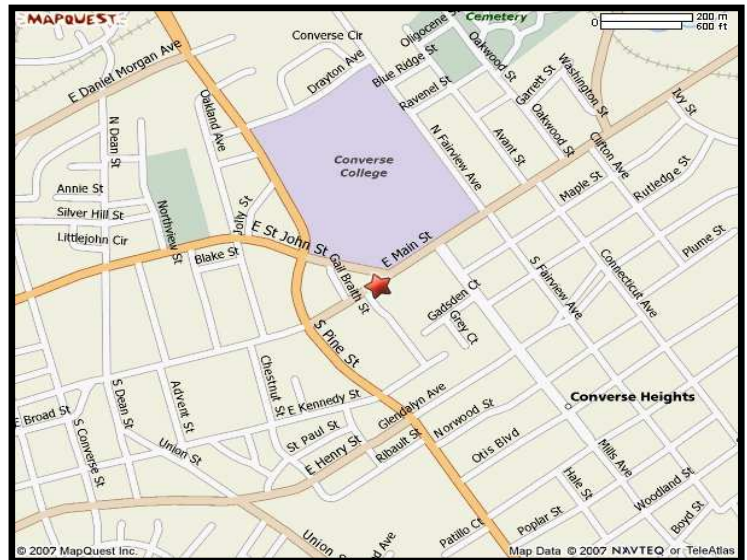 MAPQUEST
Cemetery
0 200 m
600 ft
Converse Cir
Oligocene St
Oakwood St
E Daniel Morgan Ave
Drayton Ave
Blue Ridge St
Garrett St
Washington St
Ivy St
Oakland Ave
Ravenel St
N Dean St
N Fairview Ave
Avant St
Oakwood St
Clifton Ave
Converse
College
Maple St
Rutledge St
Annie St
Silver Hill St
Littlejohn Cir
Northview St
Jolly St
E St John St
E Main St
Plume St
Blake St
Gail Braith St
S Fairview Ave
Connecticut Ave
Gadsden Ct
Grey Ct
S Pine St
Chestnut St
Converse Heights
E Broad St
S Dean St
Advent St
E Kennedy St
Glendalyn Ave
S Converse St
Union St
St Paul St
E Henry St
Ribault St
Norwood St
Otis Blvd
Mills Ave
Hale St
Woodland St
Poplar St
Boyd St
Patillo Ct
Union St
d Ave
© 2007 MapQuest Inc.
Map Data © 2007 NAVTEQ or TeleAtlas